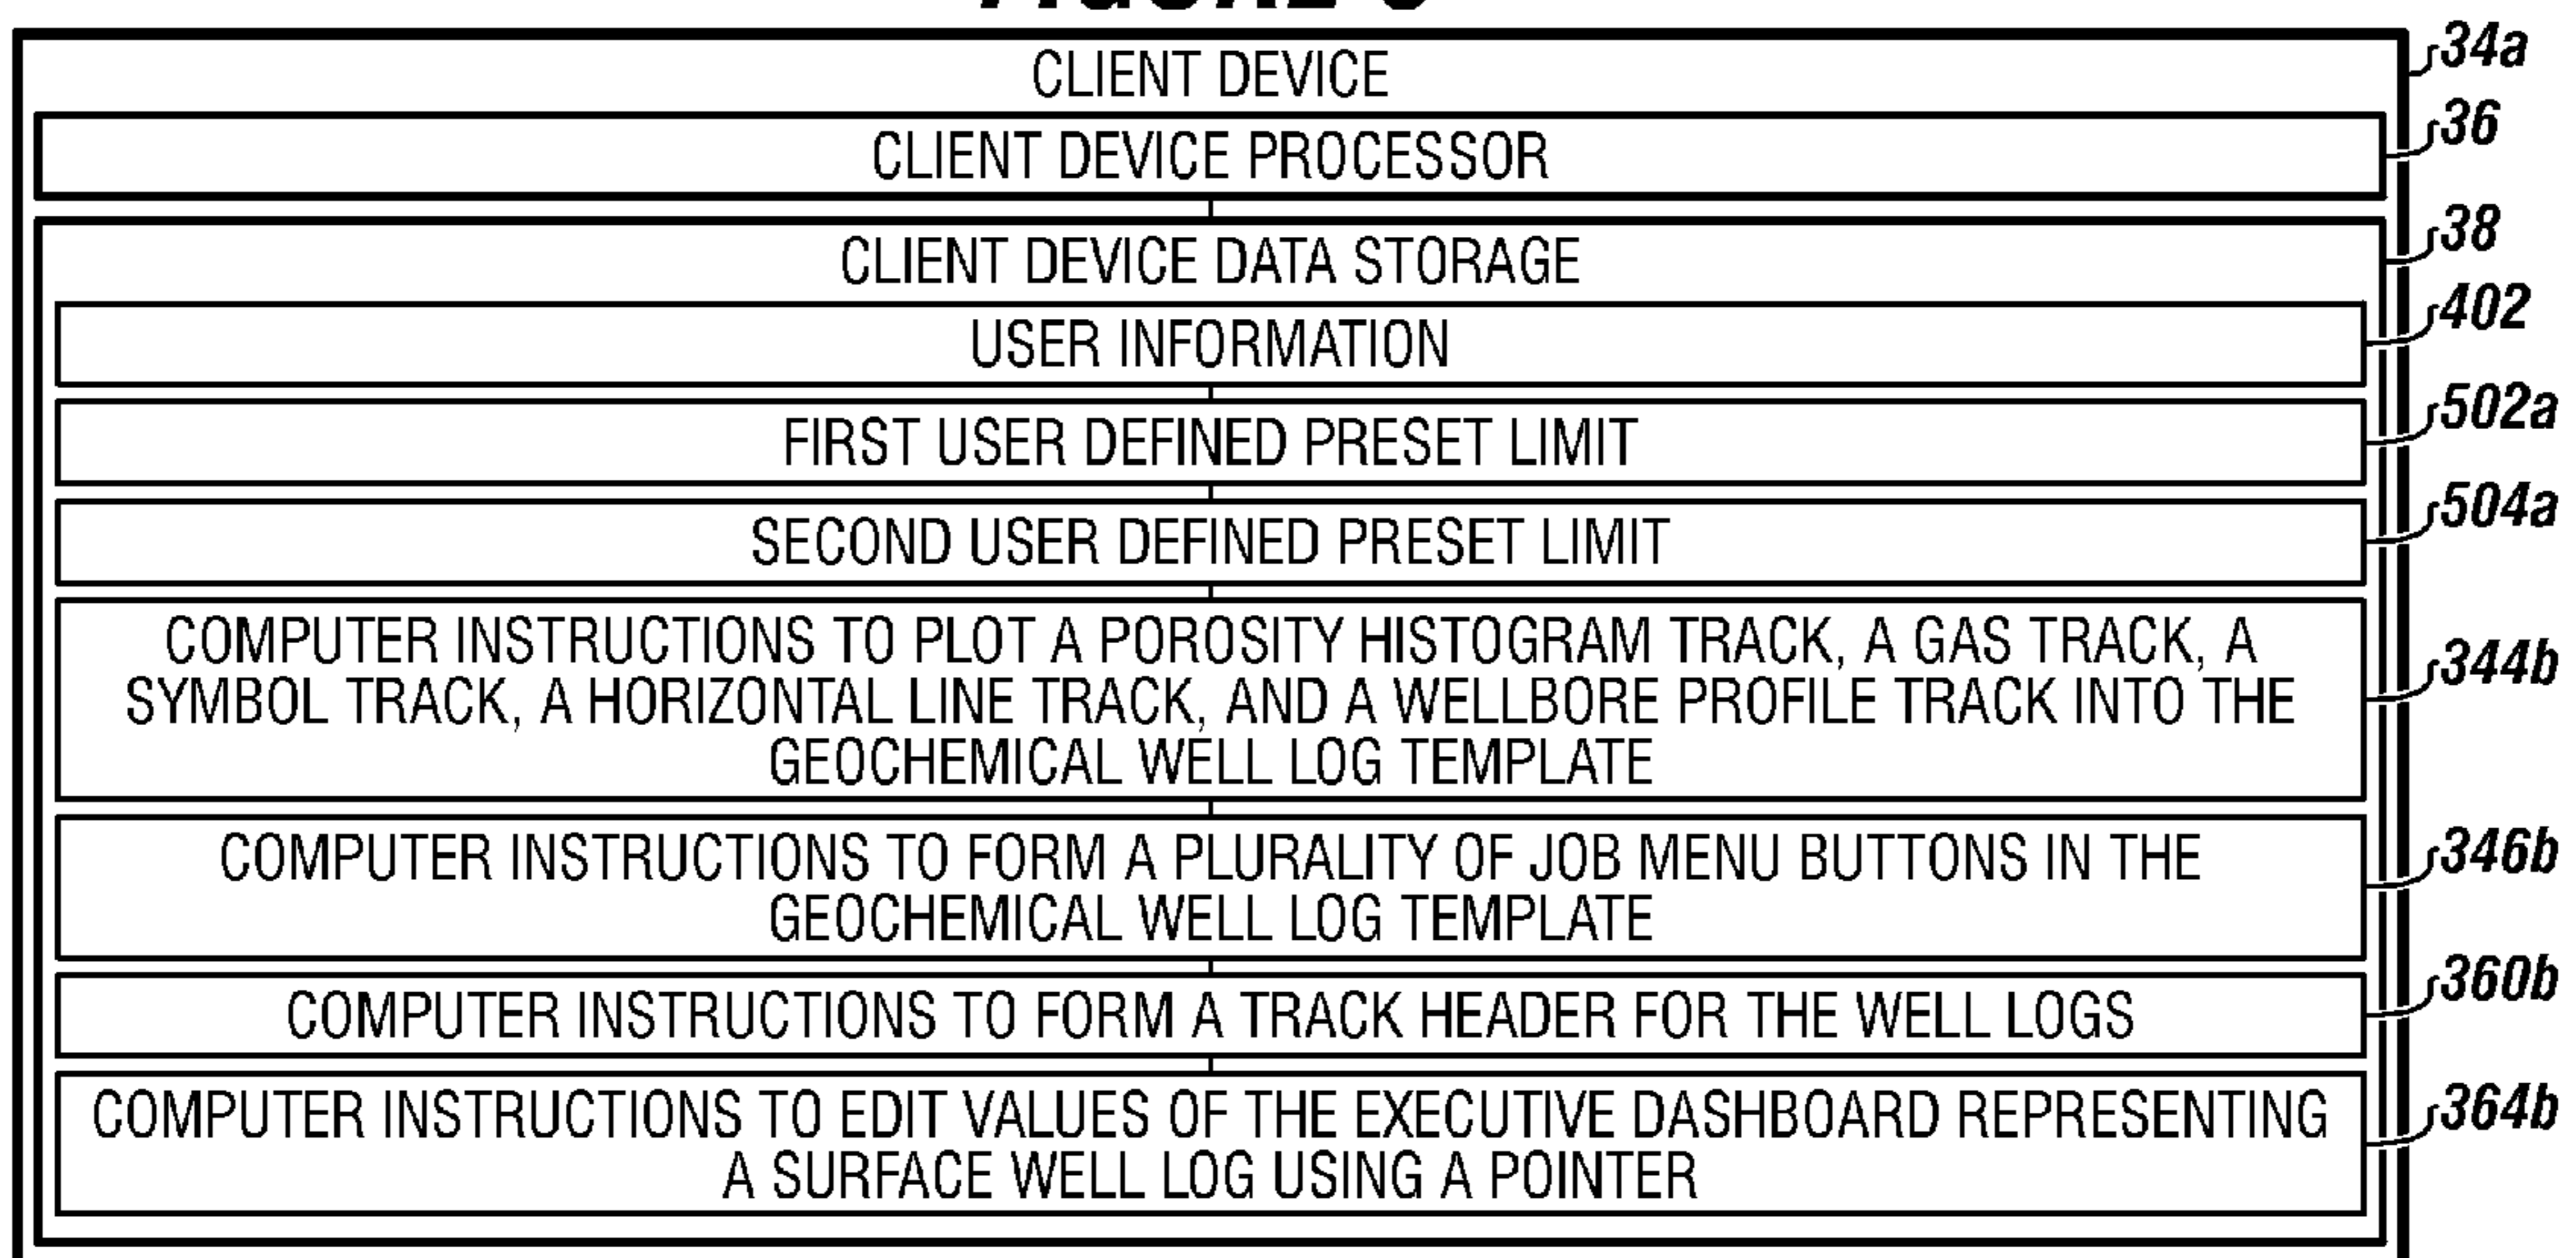 CLIENT DEVICE
34a
CLIENT DEVICE PROCESSOR
36
CLIENT DEVICE DATA STORAGE
38
USER INFORMATION
402
FIRST USER DEFINED PRESET LIMIT
502a
SECOND USER DEFINED PRESET LIMIT
504a
COMPUTER INSTRUCTIONS TO PLOT A POROSITY HISTOGRAM TRACK, A GAS TRACK, A
SYMBOL TRACK, A HORIZONTAL LINE TRACK, AND A WELLBORE PROFILE TRACK INTO THE
GEOCHEMICAL WELL LOG TEMPLATE
344b
COMPUTER INSTRUCTIONS TO FORM A PLURALITY OF JOB MENU BUTTONS IN THE
GEOCHEMICAL WELL LOG TEMPLATE
346b
COMPUTER INSTRUCTIONS TO FORM A TRACK HEADER FOR THE WELL LOGS
360b
COMPUTER INSTRUCTIONS TO EDIT VALUES OF THE EXECUTIVE DASHBOARD REPRESENTING
A SURFACE WELL LOG USING A POINTER
364b